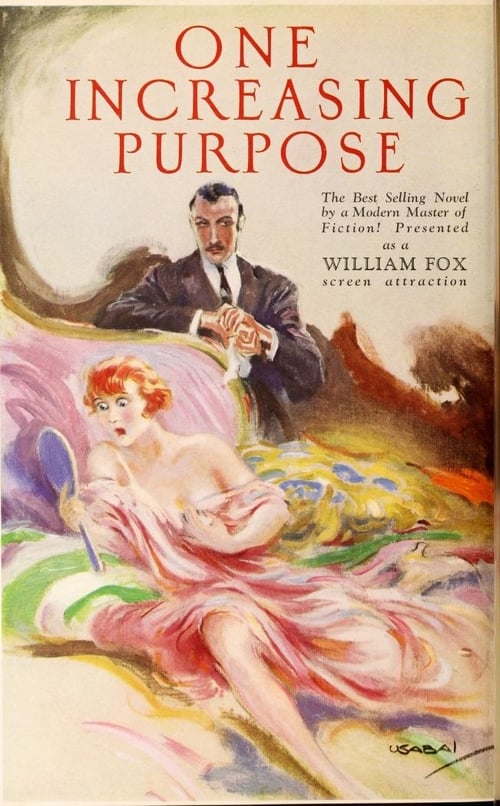 ONE
INCREASING
PURPOSE
The Best Selling Novel
by a Modern Master of
Fiction! Presented
as a
WILLIAM FOX
screen attraction
USABAL